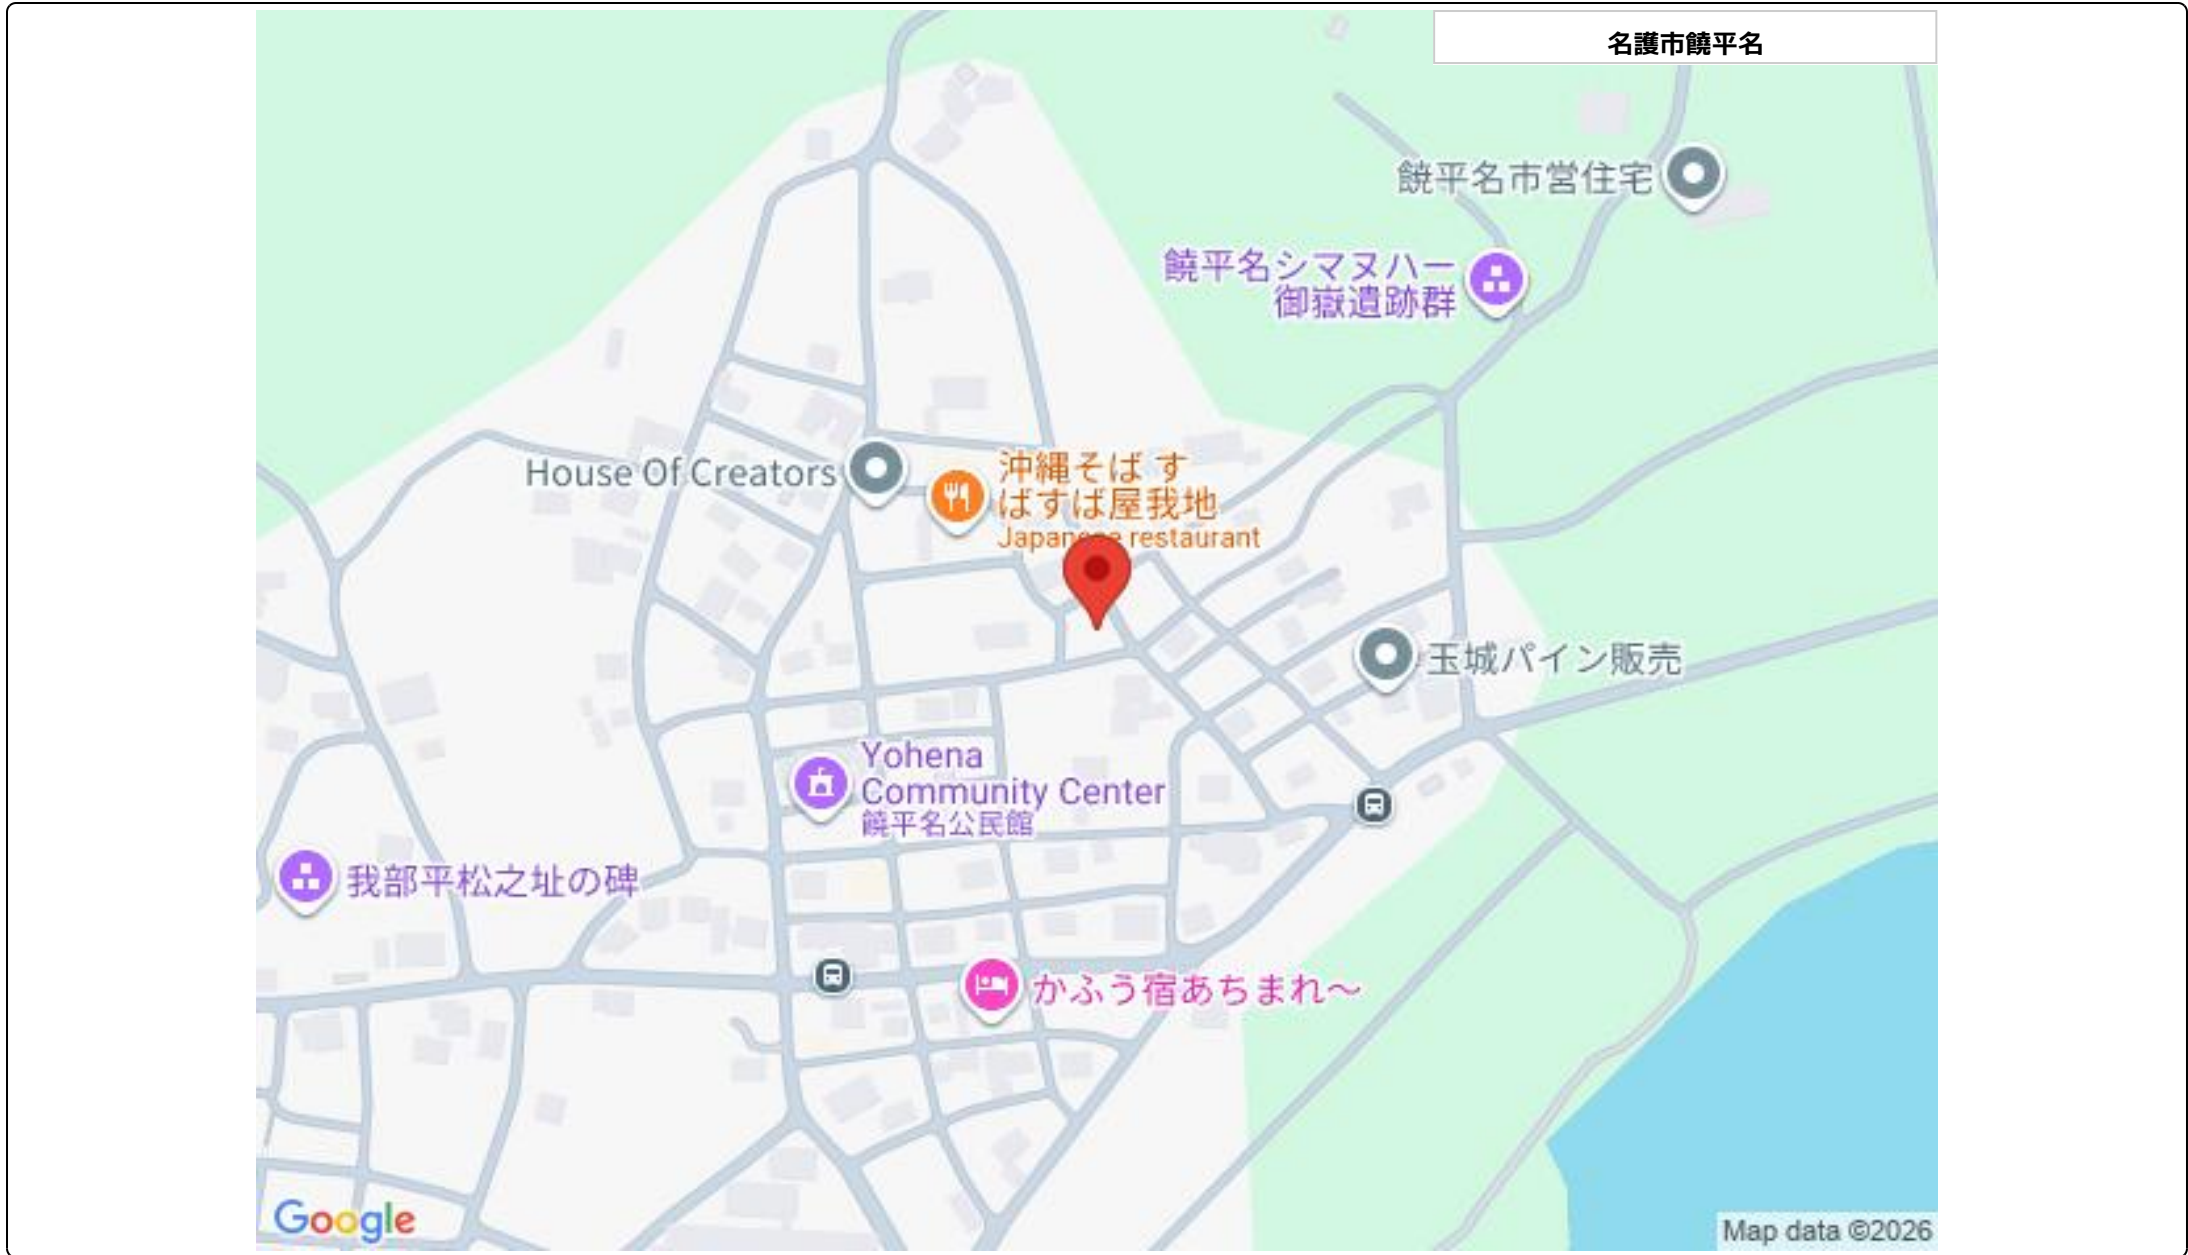 名護市饒平名
饒平名市営住宅
饒平名シマヌハー
御嶽遺跡群
House Of Creators
沖縄そば す
ばすば屋我地
Japanese restaurant
玉城パイン販売
Yohena
Community Center
饒平名公民館
我部平松之址の碑
かふう宿あちまれ〜
Google
Map data ©2026